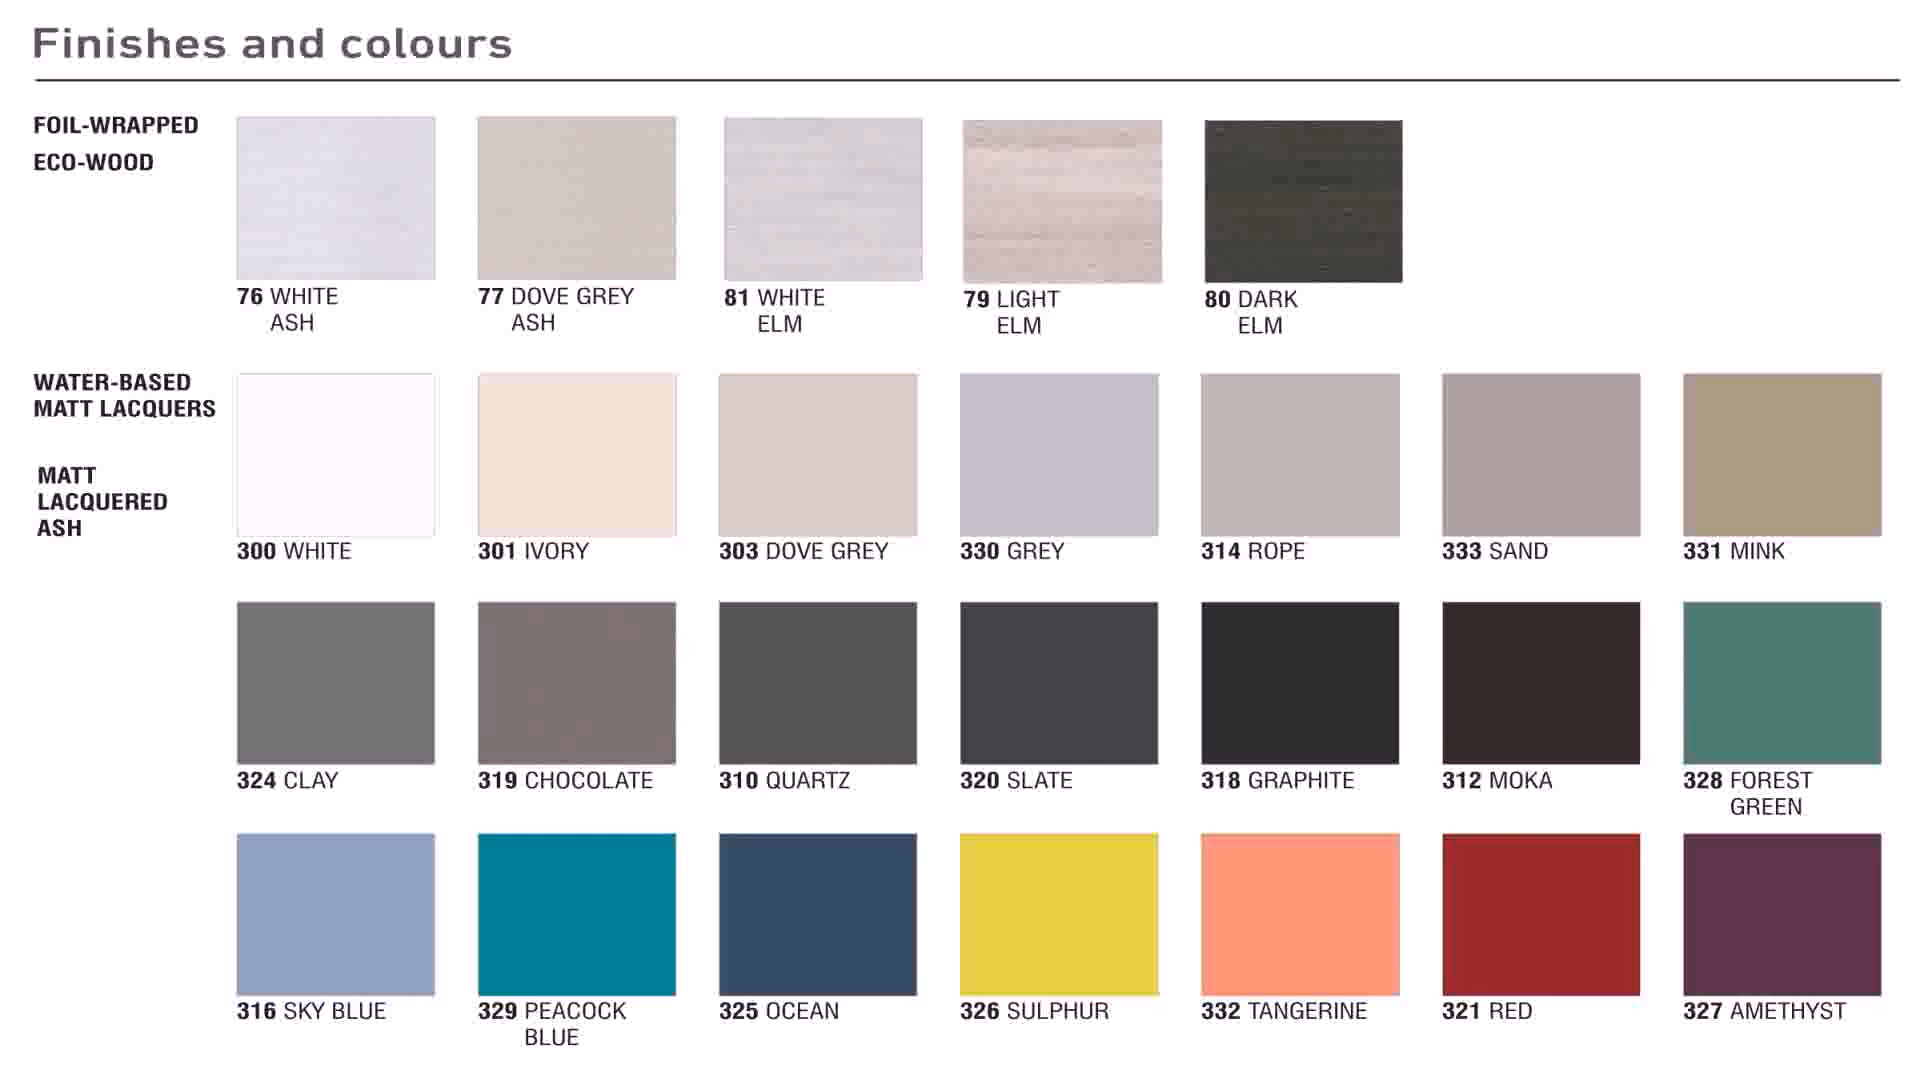 Finishes and colours
FOIL-WRAPPED
ECO-WOOD
76 WHITE
ASH
77 DOVE GREY
ASH
81 WHITE
ELM
79 LIGHT
ELM
80 DARK
ELM
WATER-BASED
MATT LACQUERS
MATT
LACQUERED
ASH
300 WHITE
301 IVORY
303 DOVE GREY
330 GREY
314 ROPE
333 SAND
331 MINK
324 CLAY
319 CHOCOLATE
310 QUARTZ
320 SLATE
318 GRAPHITE
312 MOKA
328 FOREST
GREEN
316 SKY BLUE
329 PEACOCK
BLUE
325 OCEAN
326 SULPHUR
332 TANGERINE
321 RED
327 AMETHYST